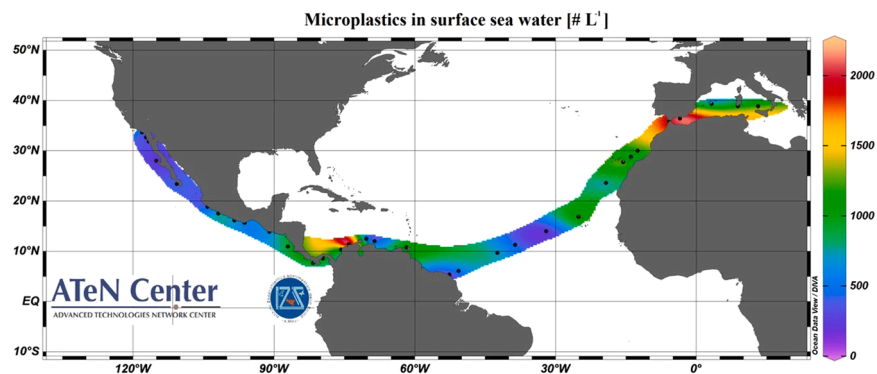 Microplastics in surface sea water [# L⁻¹]
50°N
40°N
30°N
20°N
10°N
EQ
10°S
120°W
90°W
60°W
30°W
0°
2000
1500
1000
500
0
Ocean Data View / DIVA
ATeN Center
ADVANCED TECHNOLOGIES NETWORK CENTER